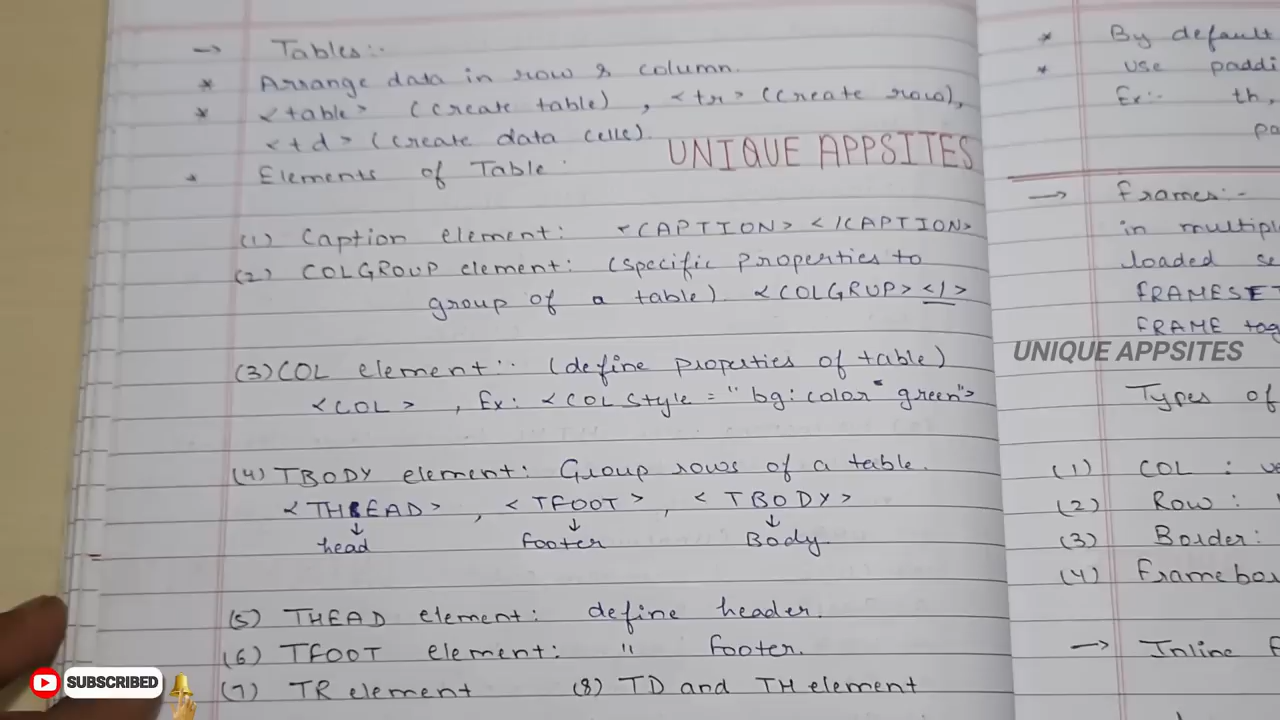 → Tables:-
* Arrange data in row & column.
* <table> (create table), <tr> (create row),
<td> (create data cells).
UNIQUE APPSITES
* Elements of Table:
(1) Caption element: <CAPTION> </CAPTION>
(2) COLGROUP element: (specific properties to
group of a table) <COLGRUP> </>
(3) COL element: (define properties of table)
<COL>, Ex: <COL style = "bg:color" green">
(4) TBODY element: Group rows of a table.
<THEAD>, <TFOOT>, <TBODY>
↓ ↓ ↓
head footer Body
(5) THEAD element: define header.
(6) TFOOT element: " footer.
(7) TR element (8) TD and TH element
* By default
* use paddi
Ex:- th,
pa
→ Frames:-
in multipl
loaded se
FRAMESET
FRAME tag
UNIQUE APPSITES
Types of
(1) COL :
(2) Row :
(3) Border :
(4) Framebor
→ Inline F
SUBSCRIBED